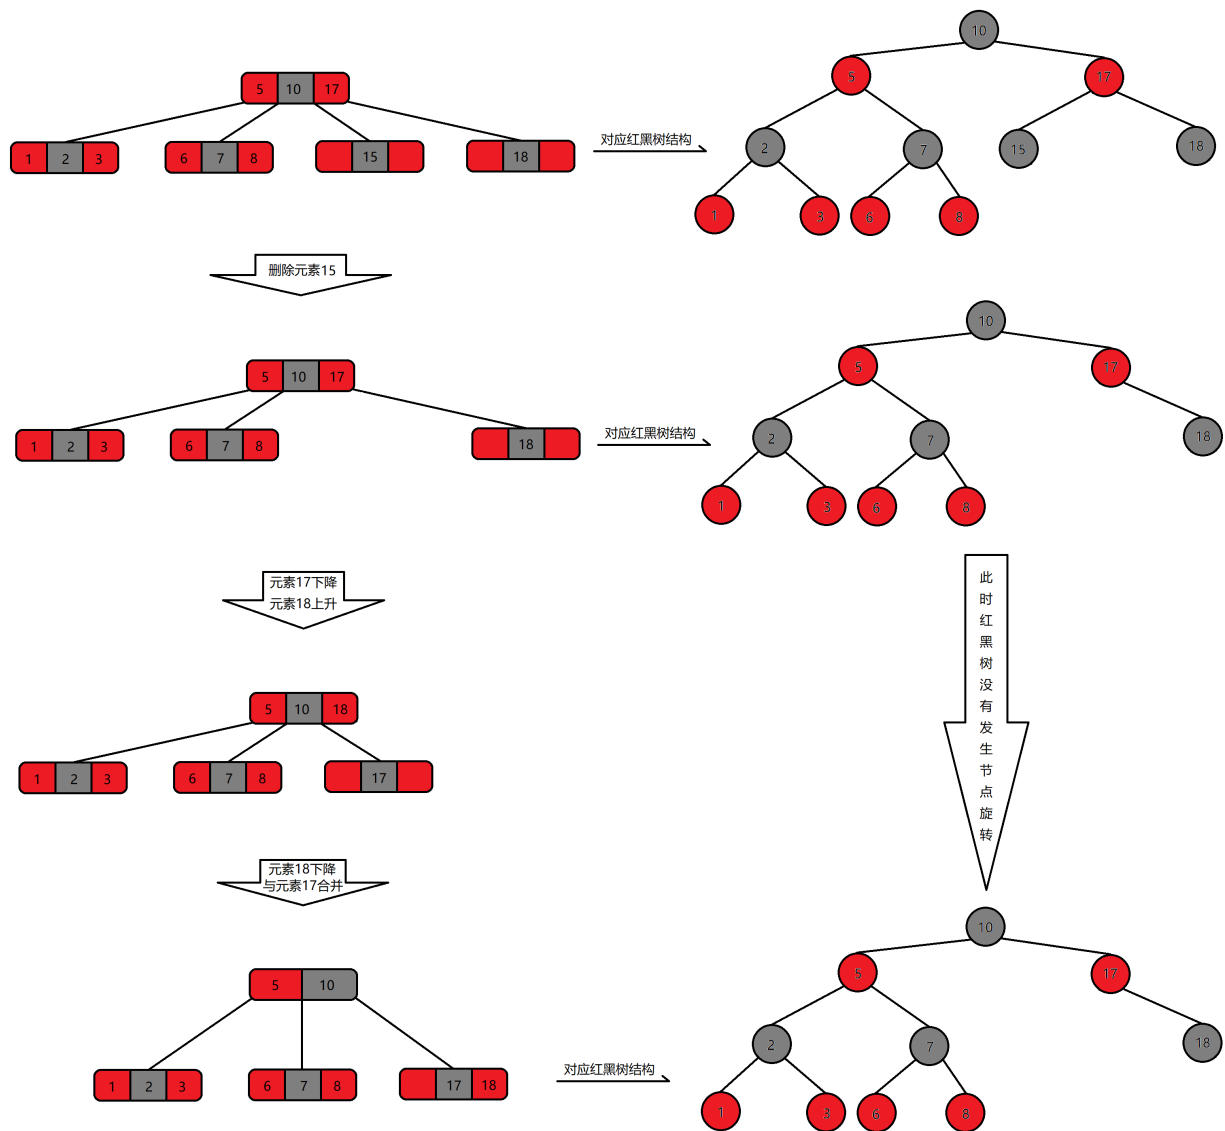 10
5 10 17
5 17
1 2 3 6 7 8 15 18
对应红黑树结构
2 7 15 18
1 3 6 8
删除元素15
10
5 10 17
5 17
1 2 3 6 7 8 18
对应红黑树结构
2 7 18
1 3 6 8
元素17下降
元素18上升
此
时
红
黑
树
没
有
发
生
节
点
旋
转
5 10 18
1 2 3 6 7 8 17
元素18下降
与元素17合并
10
5 10
5 17
2 7 18
1 2 3 6 7 8 17 18
对应红黑树结构
1 3 6 8